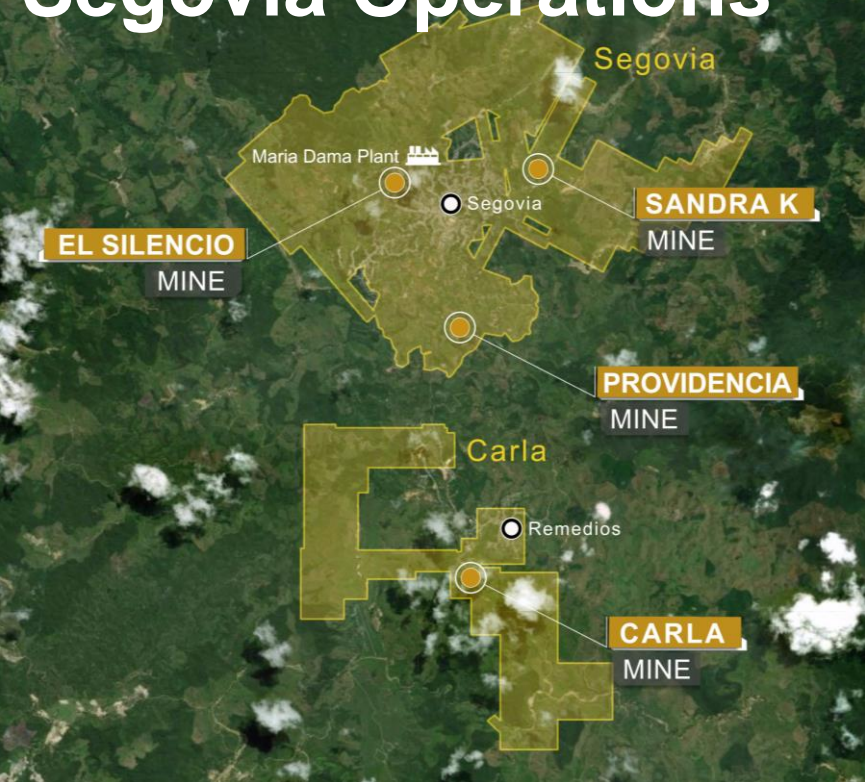 Segovia Operations
Segovia
Maria Dama Plant
SANDRA K
MINE
Segovia
EL SILENCIO
MINE
PROVIDENCIA
MINE
Carla
Remedios
CARLA
MINE